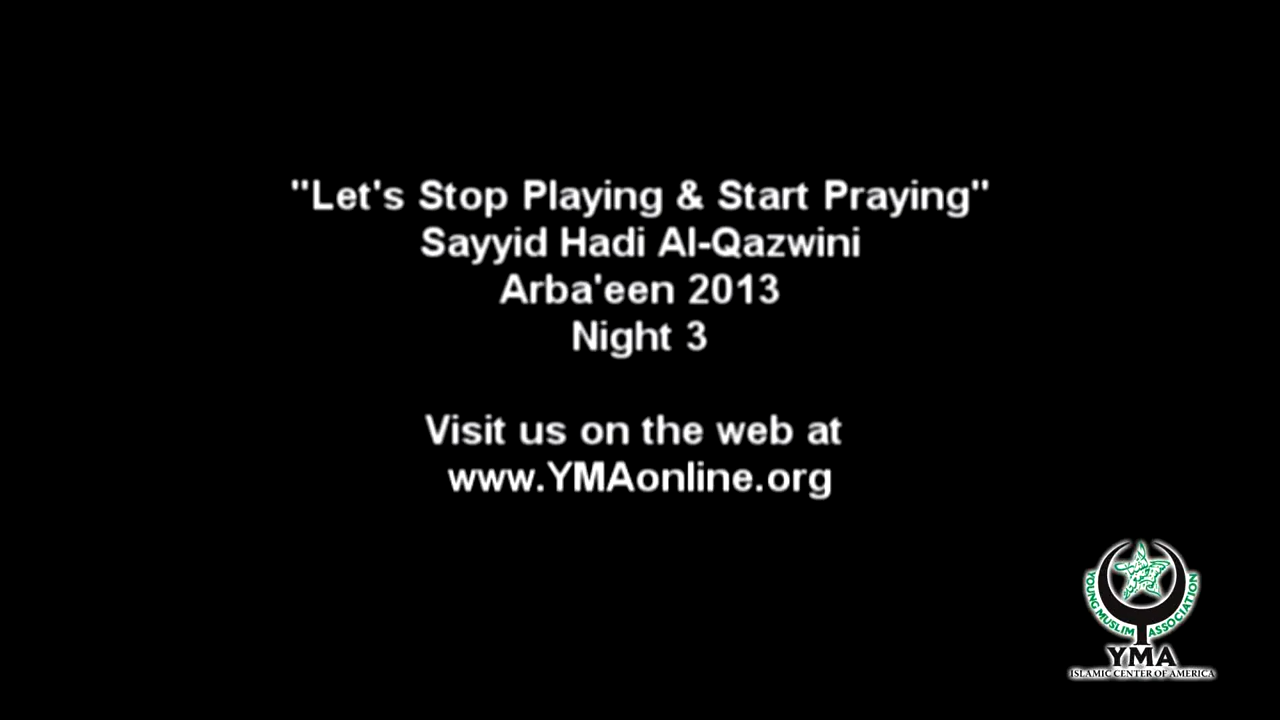 "Let's Stop Playing & Start Praying"
Sayyid Hadi Al-Qazwini
Arba'een 2013
Night 3
Visit us on the web at
www.YMAonline.org
YOUNG MUSLIM ASSOCIATION
YMA
ISLAMIC CENTER OF AMERICA